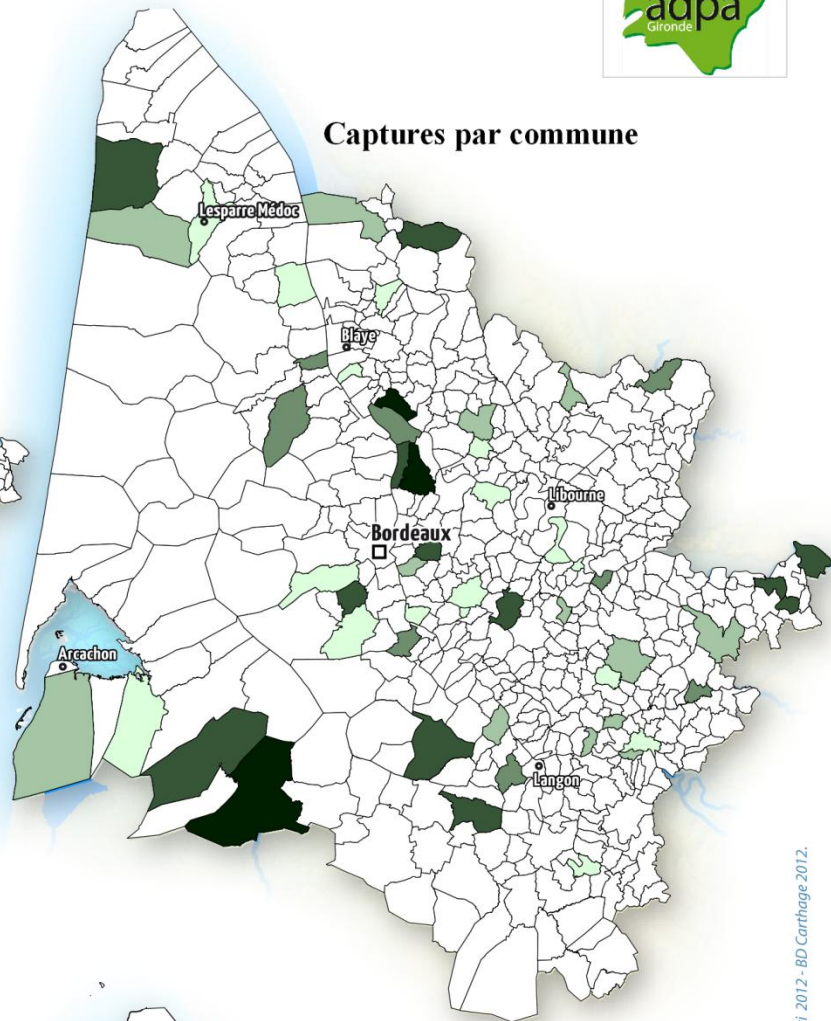 adpa
Gironde
Captures par commune
Lesparre Médoc
Blaye
Libourne
Bordeaux
Arcachon
Langon
2012 - BD Carthage 2012.